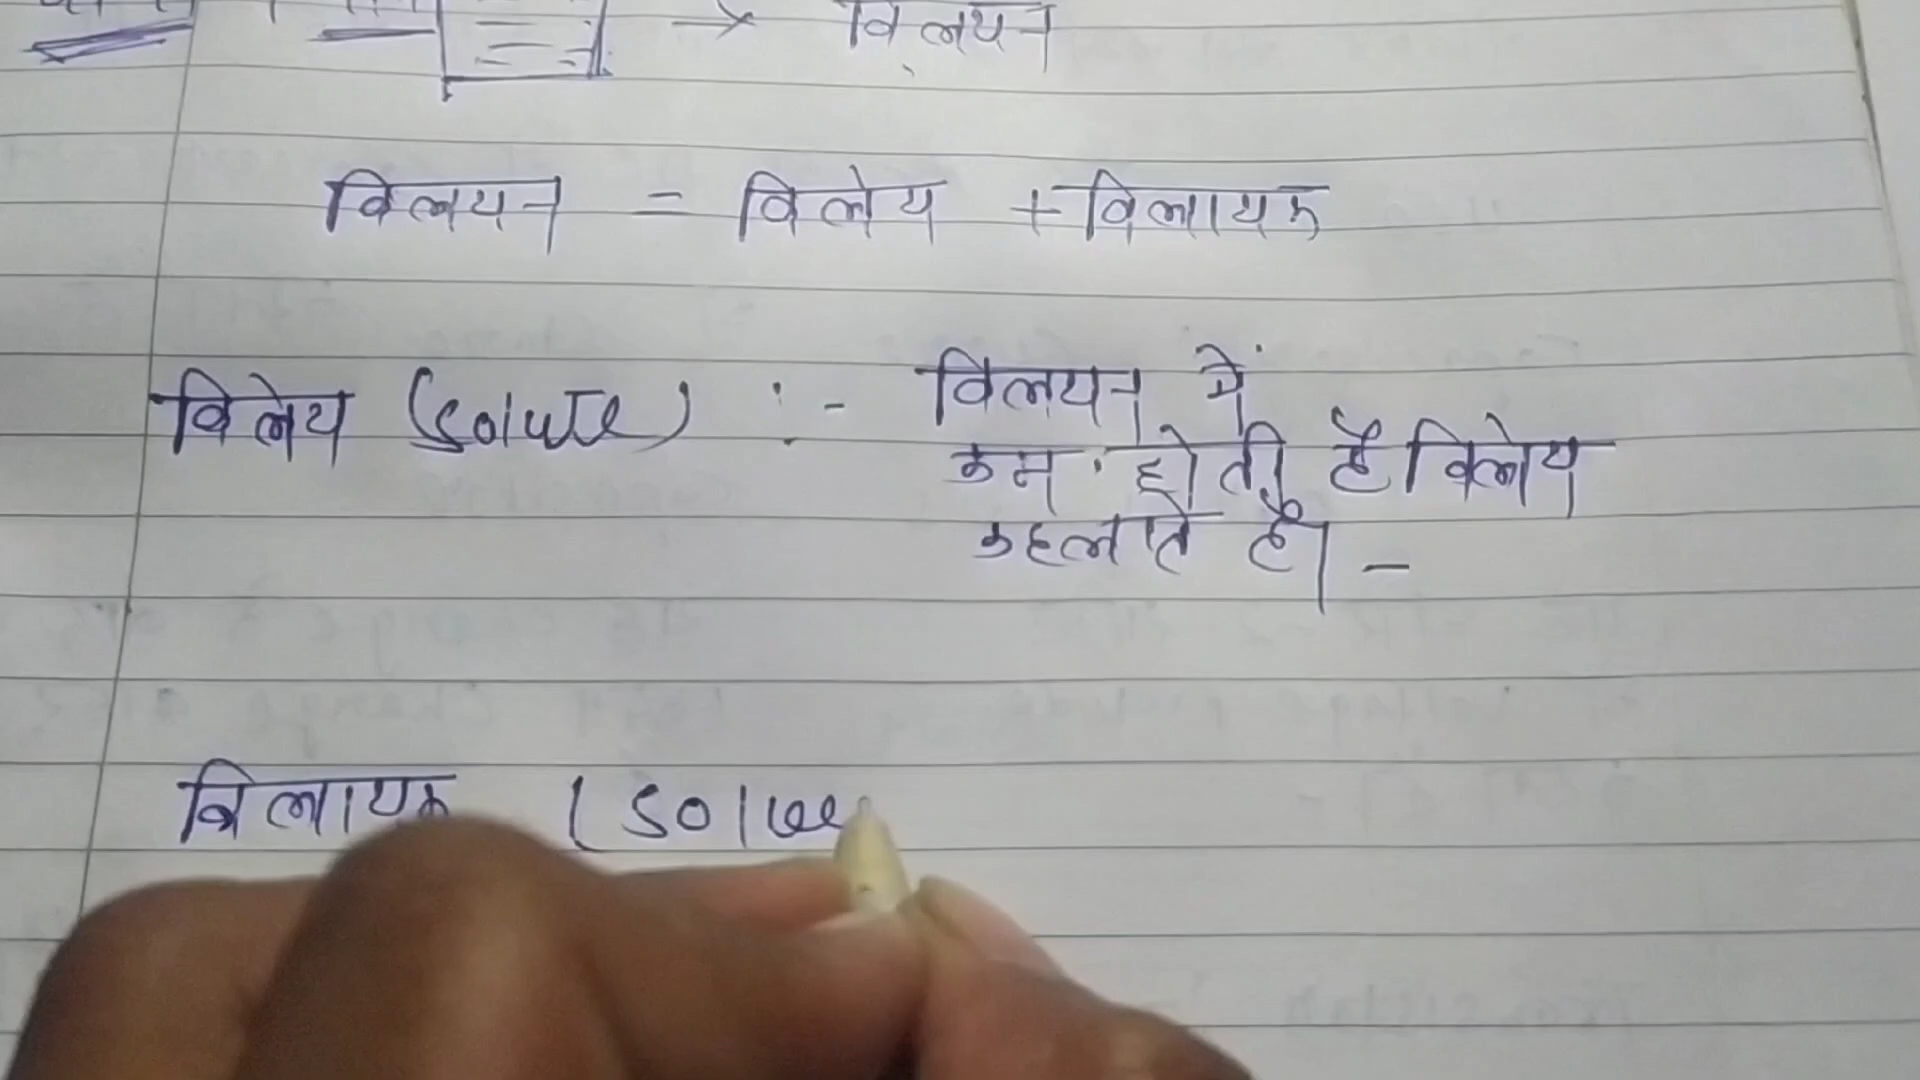 → विलयन
विलयन = विलेय + विलायक
विलेय (Solute) :- विलयन में
कम होती है विलेय
कहलाते है। -
विलायक (Solve